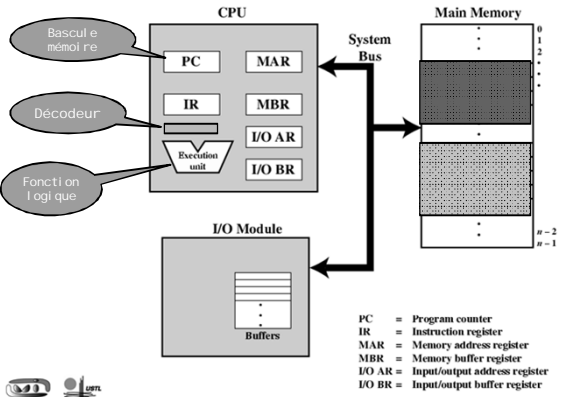 CPU
Main Memory
System
Bus
Bascule
mémoire
PC
MAR
Décodeur
IR
MBR
I/O AR
Execution
unit
I/O BR
Fonction
logique
0
1
2
n – 2
n – 1
I/O Module
Buffers
PC = Program counter
IR = Instruction register
MAR = Memory address register
MBR = Memory buffer register
I/O AR = Input/output address register
I/O BR = Input/output buffer register
USTL